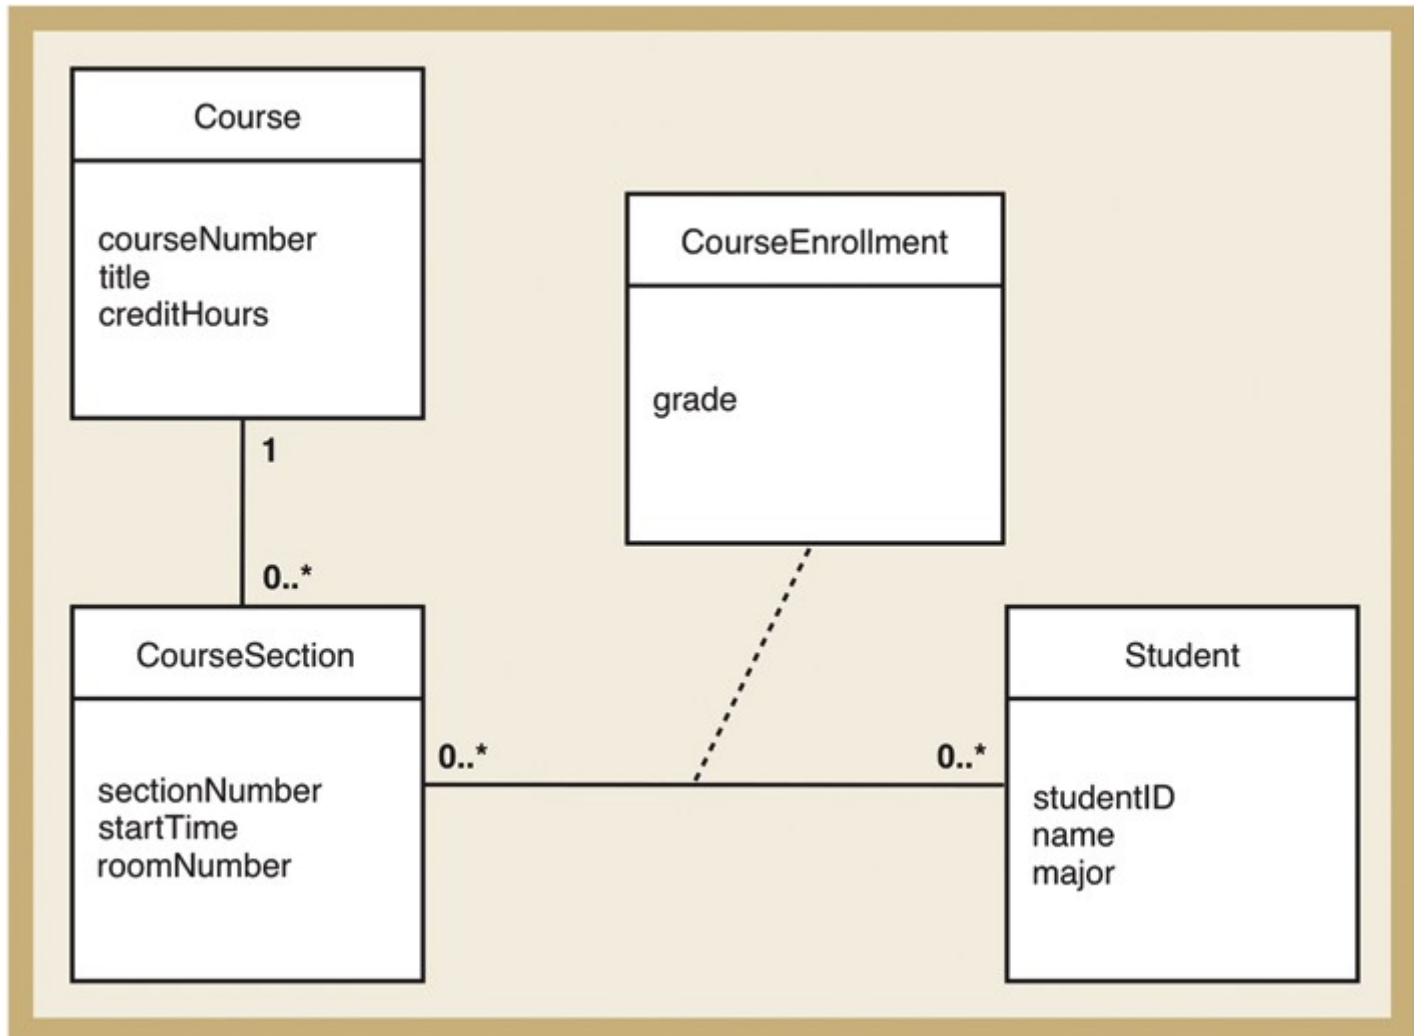 Course
courseNumber
title
creditHours
1
0..*
CourseEnrollment
grade
CourseSection
sectionNumber
startTime
roomNumber
0..*
0..*
Student
studentID
name
major